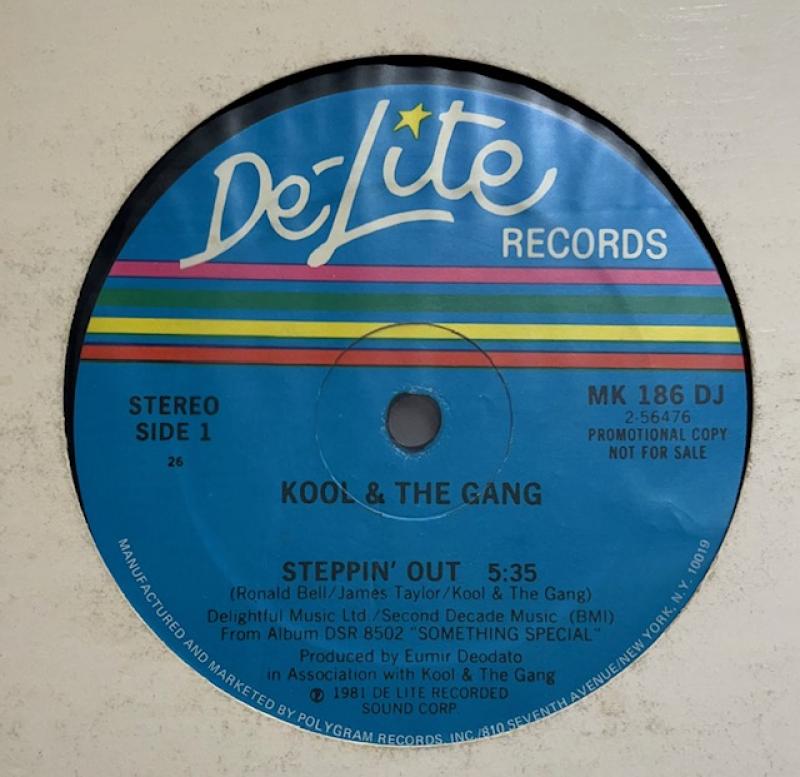 De-Lite
RECORDS
STEREO
SIDE 1
26
MK 186 DJ
2-56476
PROMOTIONAL COPY
NOT FOR SALE
KOOL & THE GANG
STEPPIN' OUT 5:35
(Ronald Bell/James Taylor/Kool & The Gang)
Delightful Music Ltd./Second Decade Music (BMI)
From Album DSR 8502 "SOMETHING SPECIAL"
Produced by Eumir Deodato
in Association with Kool & The Gang
℗ 1981 DE LITE RECORDED
SOUND CORP.
MANUFACTURED AND MARKETED BY POLYGRAM RECORDS, INC./810 SEVENTH AVENUE/NEW YORK, N.Y. 10019